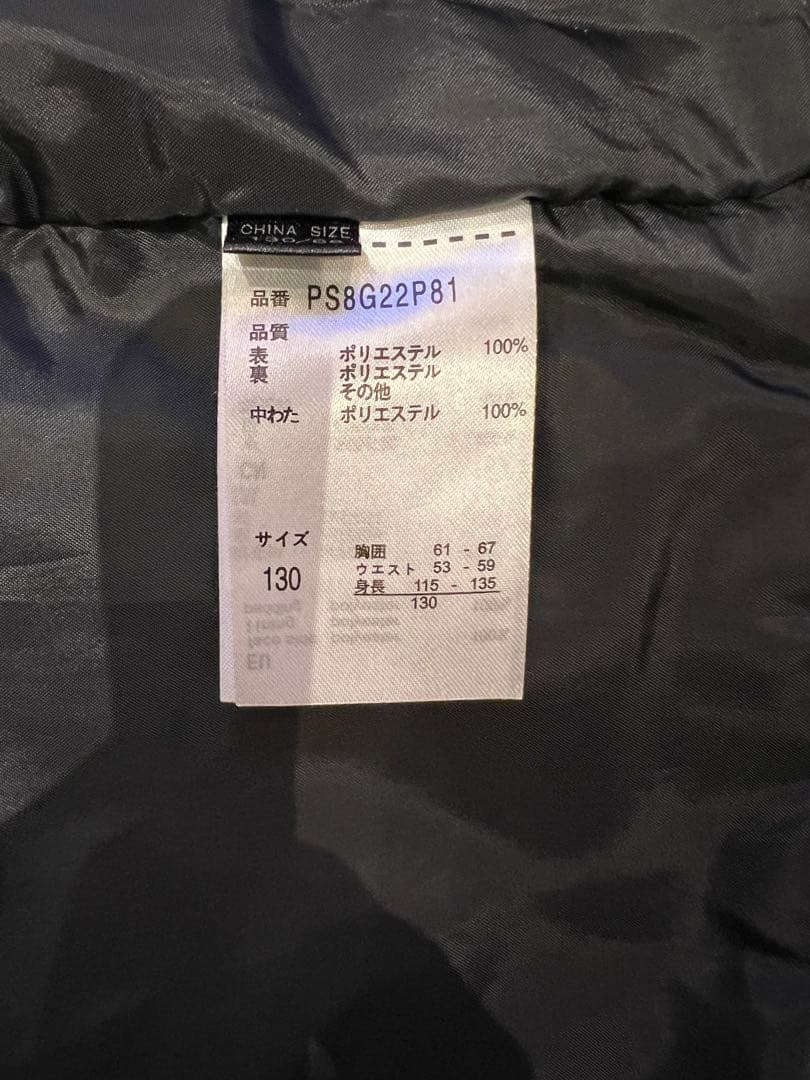 CHINA SIZE
品番 PS8G22P81
品質
表 ポリエステル 100%
裏 ポリエステル
その他
中わた ポリエステル 100%
サイズ
130
胸囲 61 - 67
ウエスト 53 - 59
身長 115 - 135
130